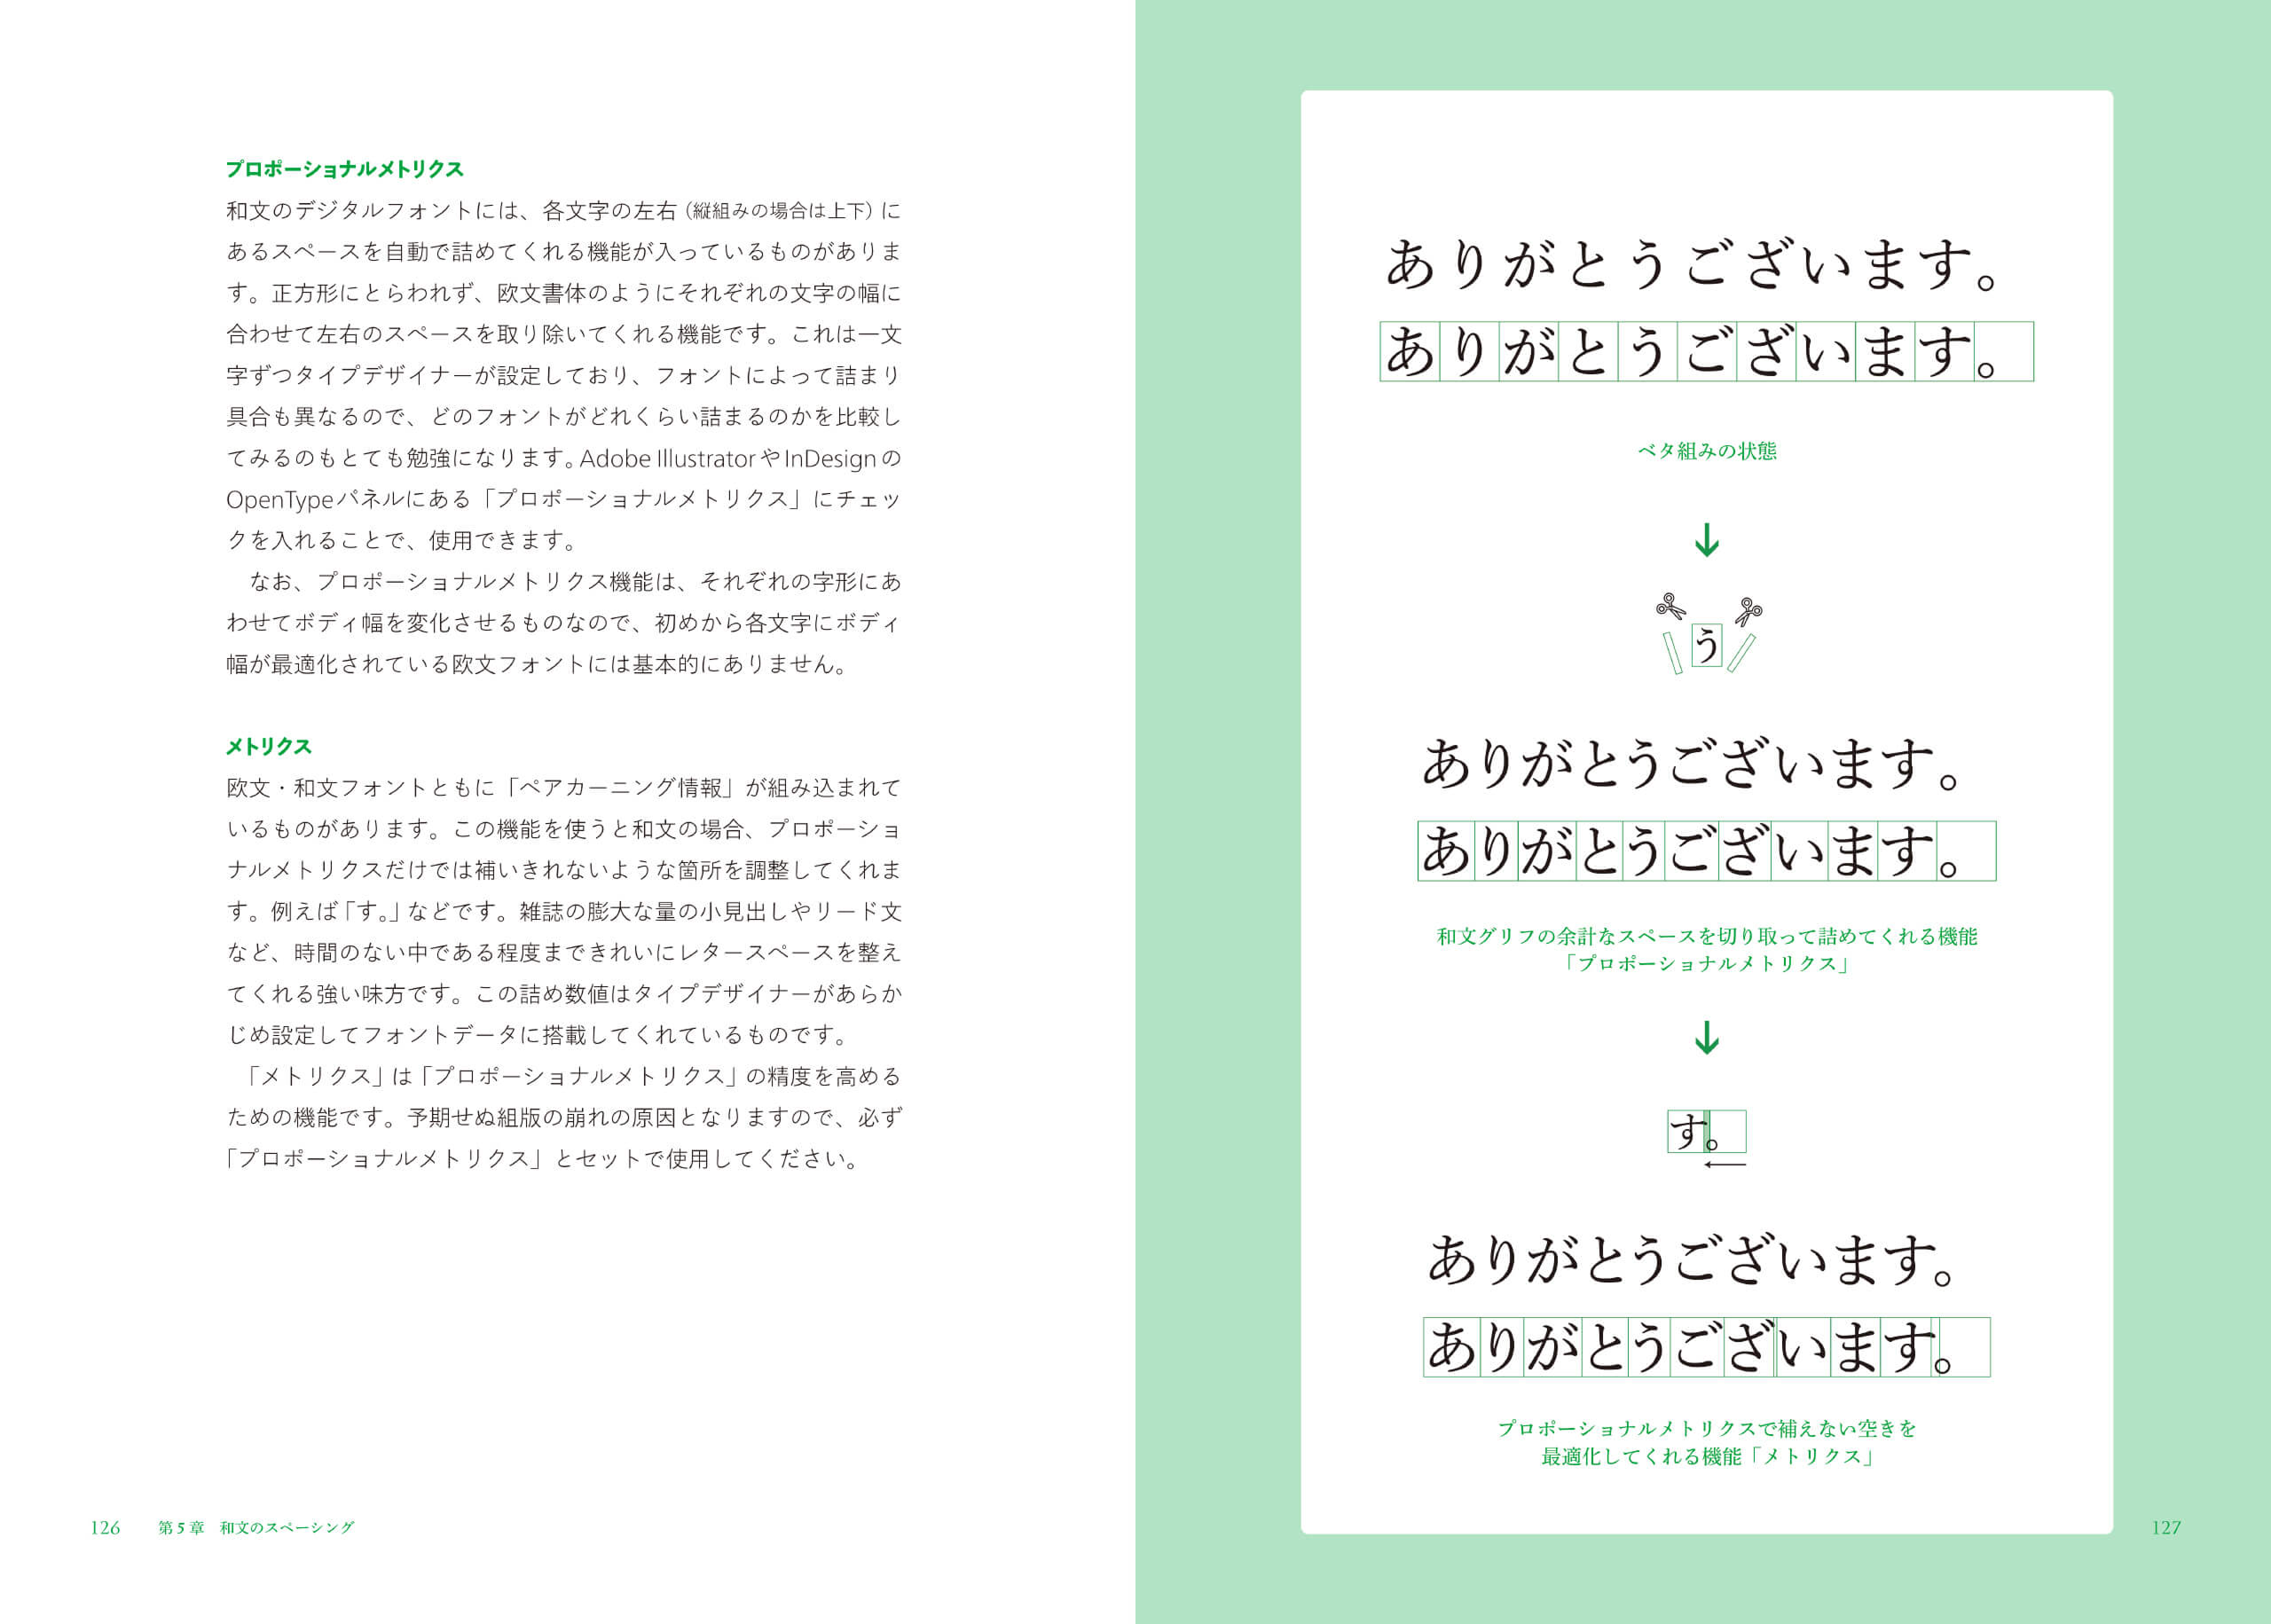 プロポーショナルメトリクス
和文のデジタルフォントには、各文字の左右（縦組みの場合は上下）に
あるスペースを自動で詰めてくれる機能が入っているものがありま
す。正方形にとらわれず、欧文書体のようにそれぞれの文字の幅に
合わせて左右のスペースを取り除いてくれる機能です。これは一文
字ずつタイプデザイナーが設定しており、フォントによって詰まり
具合も異なるので、どのフォントがどれくらい詰まるのかを比較し
てみるのもとても勉強になります。Adobe IllustratorやInDesignの
OpenTypeパネルにある「プロポーショナルメトリクス」にチェッ
クを入れることで、使用できます。
　なお、プロポーショナルメトリクス機能は、それぞれの字形にあ
わせてボディ幅を変化させるものなので、初めから各文字にボディ
幅が最適化されている欧文フォントには基本的にありません。
メトリクス
欧文・和文フォントともに「ペアカーニング情報」が組み込まれて
いるものがあります。この機能を使うと和文の場合、プロポーショ
ナルメトリクスだけでは補いきれないような箇所を調整してくれま
す。例えば「す。」などです。雑誌の膨大な量の小見出しやリード文
など、時間のない中である程度まできれいにレタースペースを整え
てくれる強い味方です。この詰め数値はタイプデザイナーがあらか
じめ設定してフォントデータに搭載してくれているものです。
　「メトリクス」は「プロポーショナルメトリクス」の精度を高める
ための機能です。予期せぬ組版の崩れの原因となりますので、必ず
「プロポーショナルメトリクス」とセットで使用してください。
126　第5章　和文のスペーシング
ありがとうございます。
ありがとうございます。
ベタ組みの状態
↓
う
ありがとうございます。
ありがとうございます。
和文グリフの余計なスペースを切り取って詰めてくれる機能
「プロポーショナルメトリクス」
↓
す。
ありがとうございます。
ありがとうございます。
プロポーショナルメトリクスで補えない空きを
最適化してくれる機能「メトリクス」
127